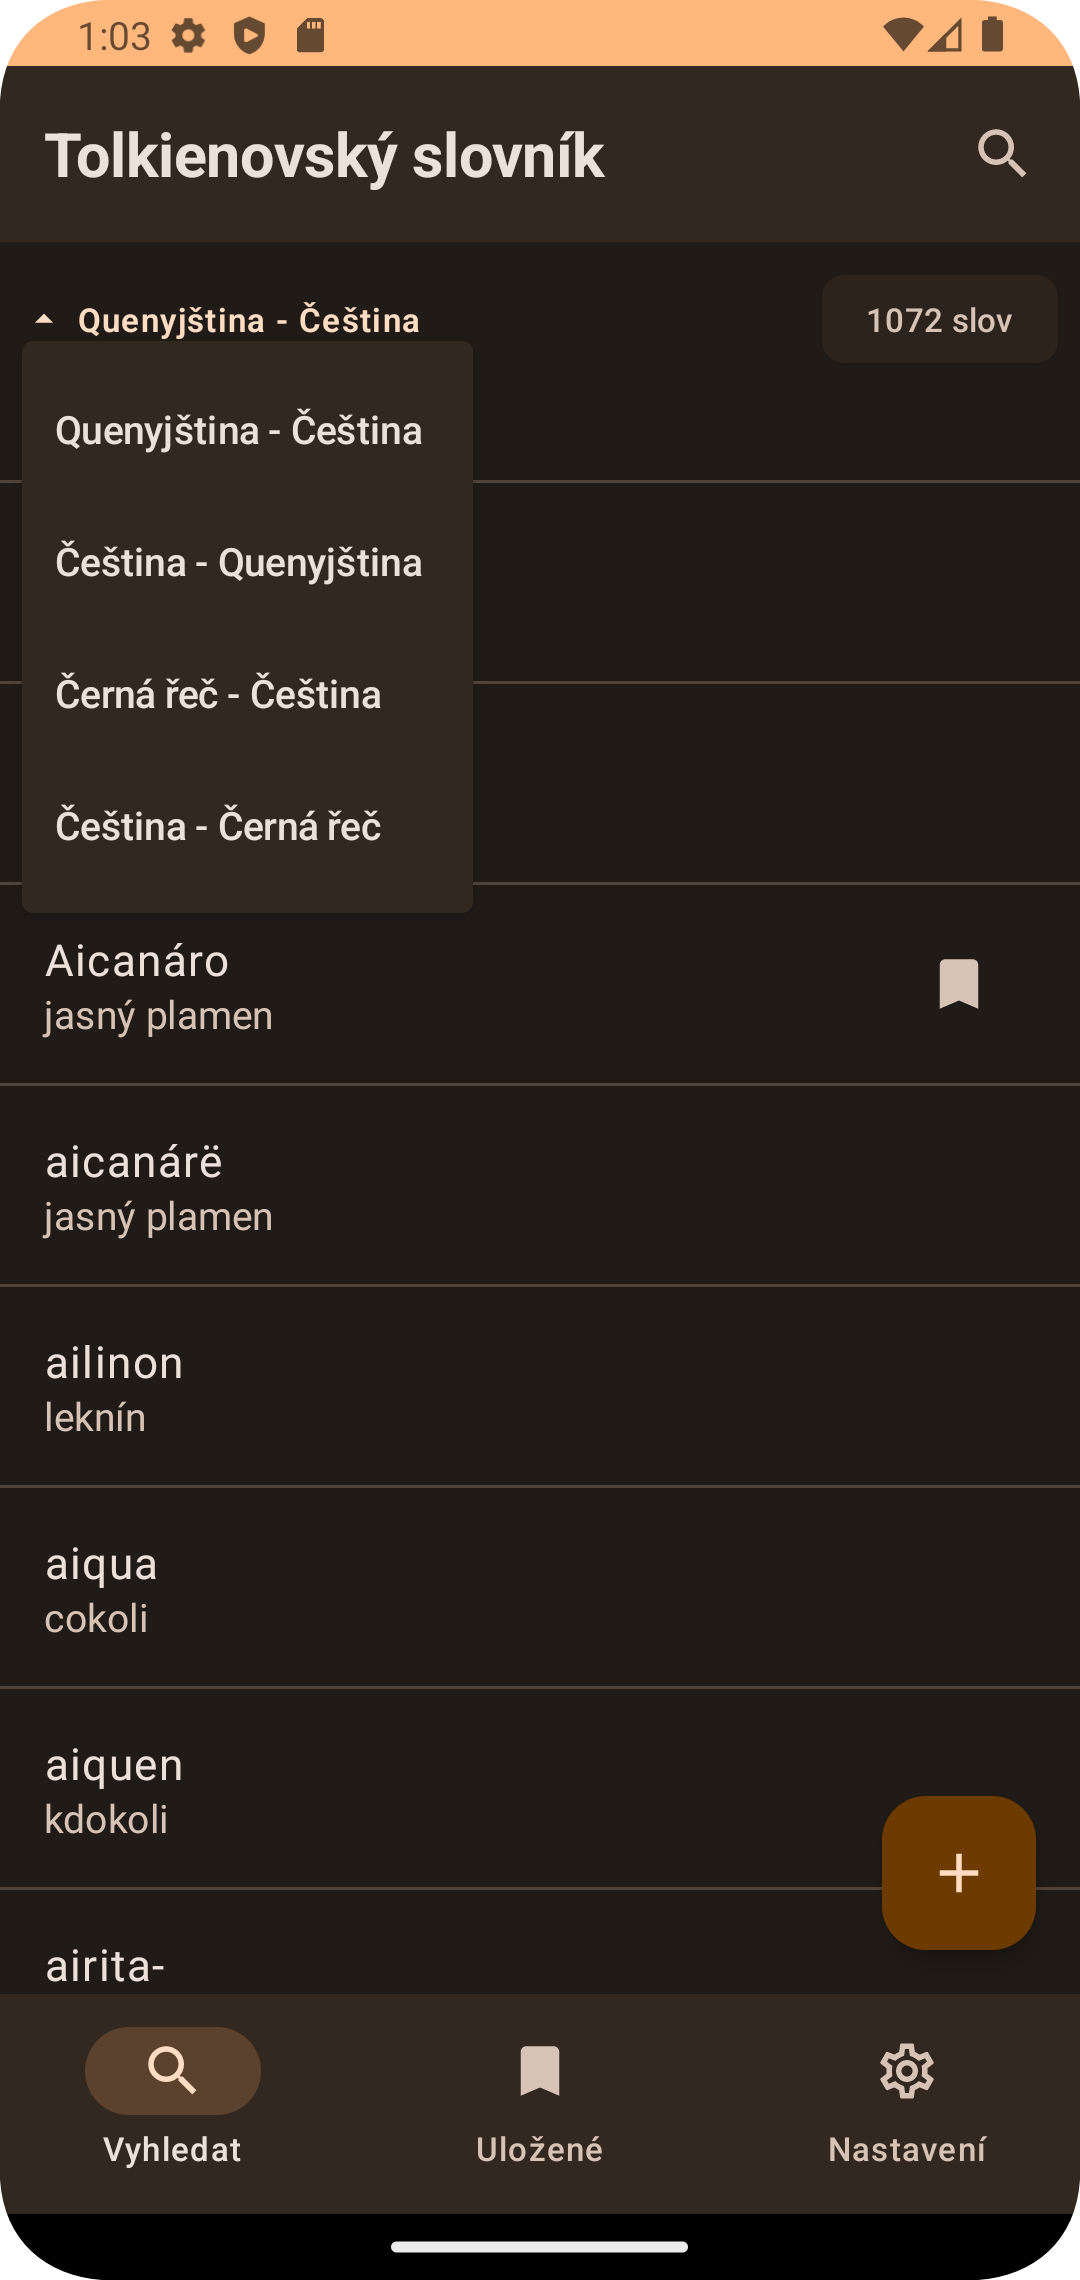 1:03
Tolkienovský slovník
Quenyjština - Čeština
1072 slov
Quenyjština - Čeština
Čeština - Quenyjština
Černá řeč - Čeština
Čeština - Černá řeč
Aicanáro
jasný plamen
aicanárë
jasný plamen
ailinon
leknín
aiqua
cokoli
aiquen
kdokoli
airita-
Vyhledat
Uložené
Nastavení